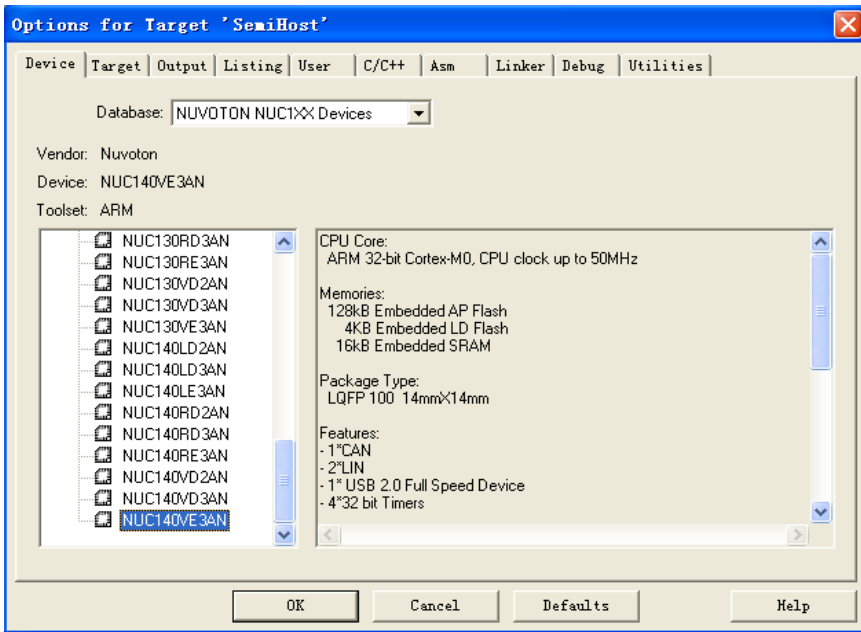 Options for Target 'SemiHost'
Device Target Output Listing User C/C++ Asm Linker Debug Utilities
Database: NUVOTON NUC1XX Devices
Vendor: Nuvoton
Device: NUC140VE3AN
Toolset: ARM
NUC130RD3AN
NUC130RE3AN
NUC130VD2AN
NUC130VD3AN
NUC130VE3AN
NUC140LD2AN
NUC140LD3AN
NUC140LE3AN
NUC140RD2AN
NUC140RD3AN
NUC140RE3AN
NUC140VD2AN
NUC140VD3AN
NUC140VE3AN
CPU Core:
ARM 32-bit Cortex-M0, CPU clock up to 50MHz
Memories:
128kB Embedded AP Flash
4KB Embedded LD Flash
16kB Embedded SRAM
Package Type:
LQFP 100 14mmX14mm
Features:
- 1*CAN
- 2*LIN
- 1* USB 2.0 Full Speed Device
- 4*32 bit Timers
OK Cancel Defaults Help